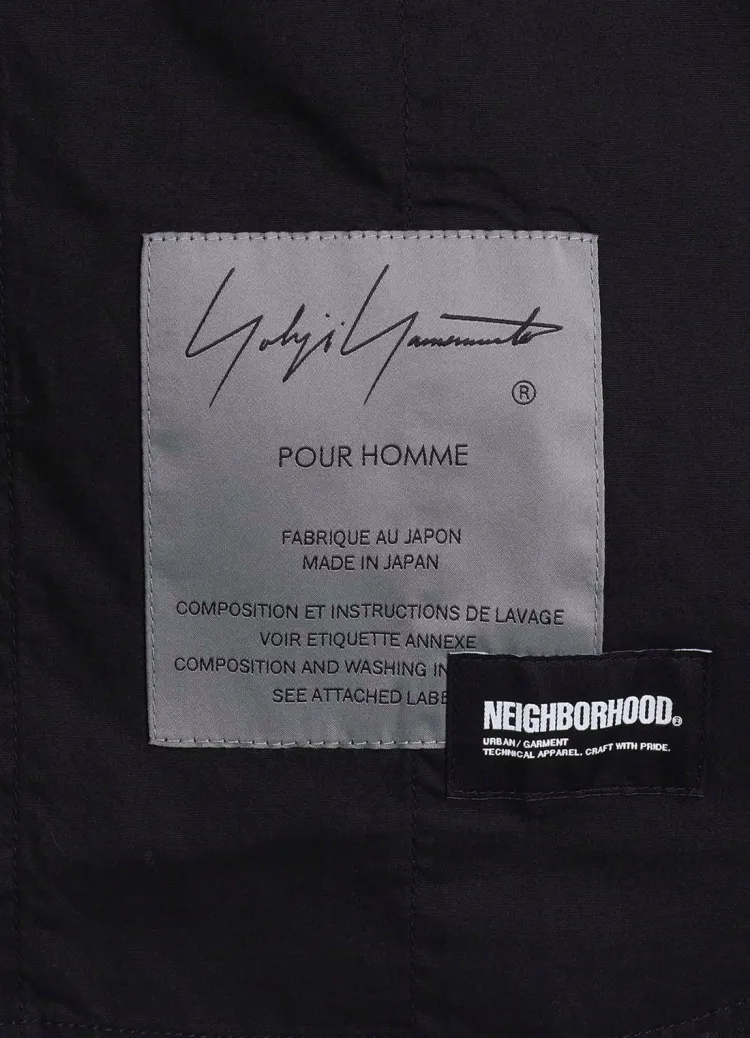 Yohji Yamamoto
®
POUR HOMME
FABRIQUE AU JAPON
MADE IN JAPAN
COMPOSITION ET INSTRUCTIONS DE LAVAGE
VOIR ETIQUETTE ANNEXE
COMPOSITION AND WASHING
SEE ATTACHED
NEIGHBORHOOD®
URBAN / GARMENT
TECHNICAL APPAREL. CRAFT WITH PRIDE.